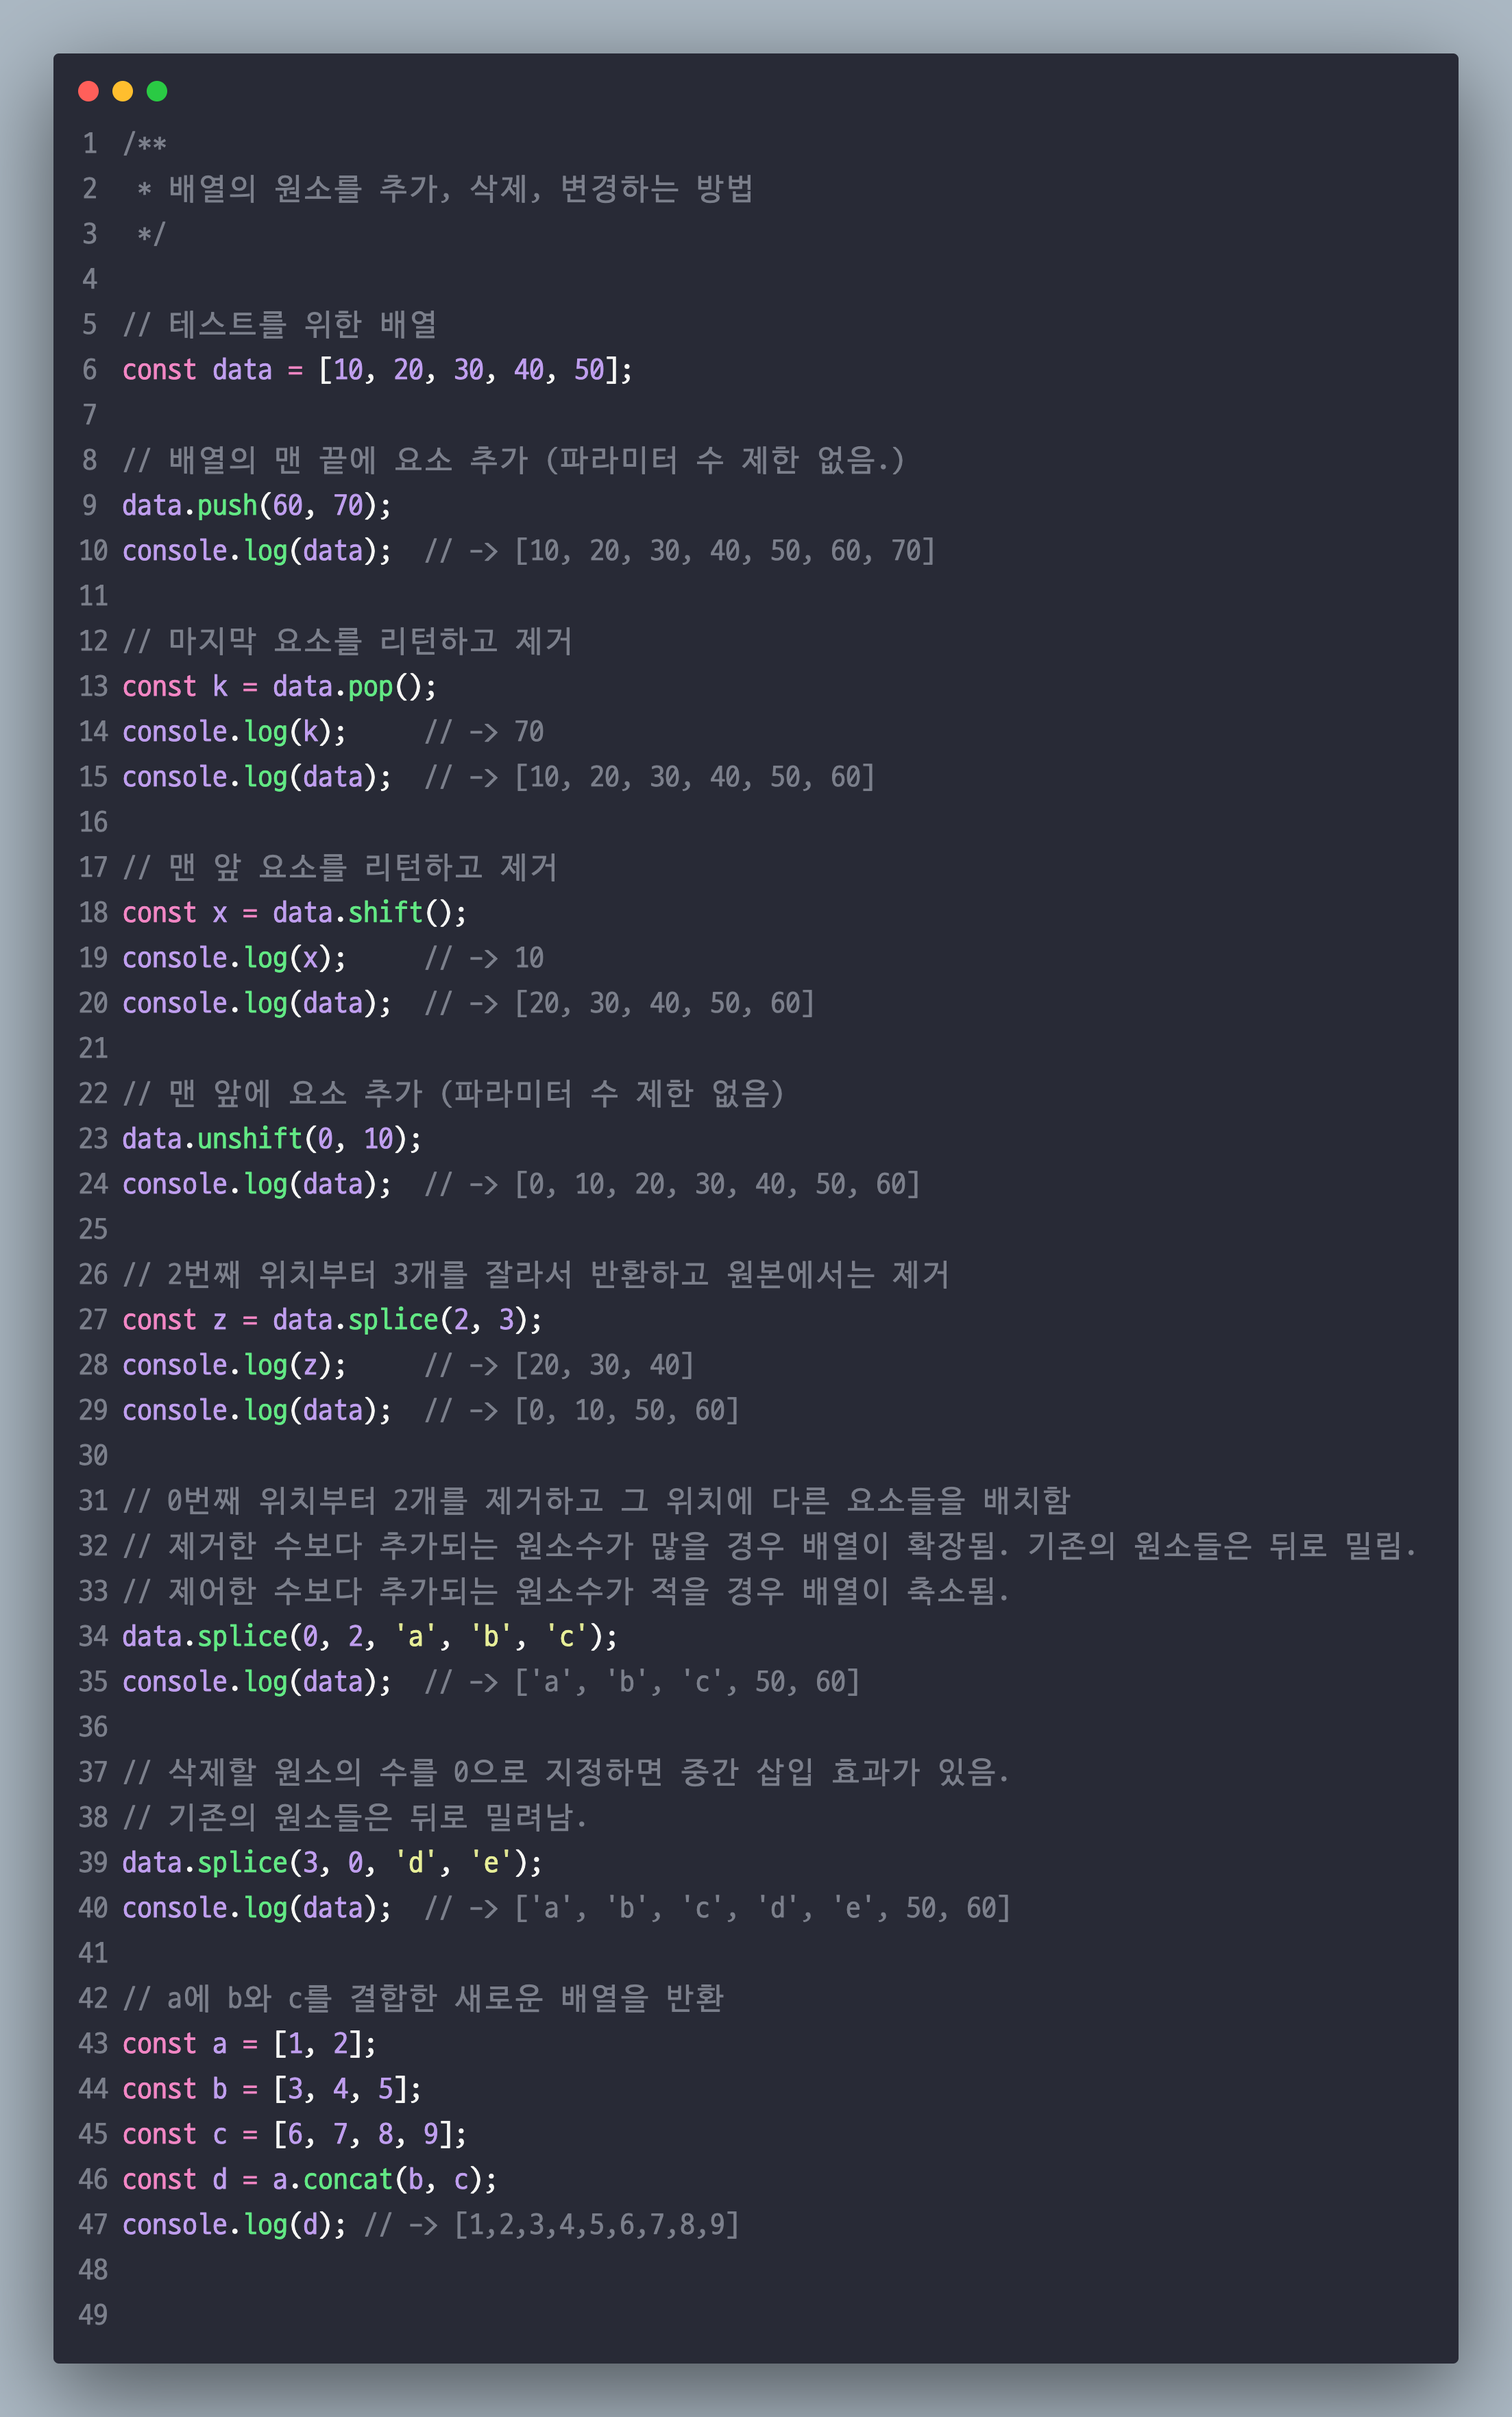 1 /**
2  * 배열의 원소를 추가, 삭제, 변경하는 방법
3  */
4
5 // 테스트를 위한 배열
6 const data = [10, 20, 30, 40, 50];
7
8 // 배열의 맨 끝에 요소 추가 (파라미터 수 제한 없음.)
9 data.push(60, 70);
10 console.log(data);  // -> [10, 20, 30, 40, 50, 60, 70]
11
12 // 마지막 요소를 리턴하고 제거
13 const k = data.pop();
14 console.log(k);     // -> 70
15 console.log(data);  // -> [10, 20, 30, 40, 50, 60]
16
17 // 맨 앞 요소를 리턴하고 제거
18 const x = data.shift();
19 console.log(x);     // -> 10
20 console.log(data);  // -> [20, 30, 40, 50, 60]
21
22 // 맨 앞에 요소 추가 (파라미터 수 제한 없음)
23 data.unshift(0, 10);
24 console.log(data);  // -> [0, 10, 20, 30, 40, 50, 60]
25
26 // 2번째 위치부터 3개를 잘라서 반환하고 원본에서는 제거
27 const z = data.splice(2, 3);
28 console.log(z);     // -> [20, 30, 40]
29 console.log(data);  // -> [0, 10, 50, 60]
30
31 // 0번째 위치부터 2개를 제거하고 그 위치에 다른 요소들을 배치함
32 // 제거한 수보다 추가되는 원소수가 많을 경우 배열이 확장됨. 기존의 원소들은 뒤로 밀림.
33 // 제어한 수보다 추가되는 원소수가 적을 경우 배열이 축소됨.
34 data.splice(0, 2, 'a', 'b', 'c');
35 console.log(data);  // -> ['a', 'b', 'c', 50, 60]
36
37 // 삭제할 원소의 수를 0으로 지정하면 중간 삽입 효과가 있음.
38 // 기존의 원소들은 뒤로 밀려남.
39 data.splice(3, 0, 'd', 'e');
40 console.log(data);  // -> ['a', 'b', 'c', 'd', 'e', 50, 60]
41
42 // a에 b와 c를 결합한 새로운 배열을 반환
43 const a = [1, 2];
44 const b = [3, 4, 5];
45 const c = [6, 7, 8, 9];
46 const d = a.concat(b, c);
47 console.log(d); // -> [1,2,3,4,5,6,7,8,9]
48
49